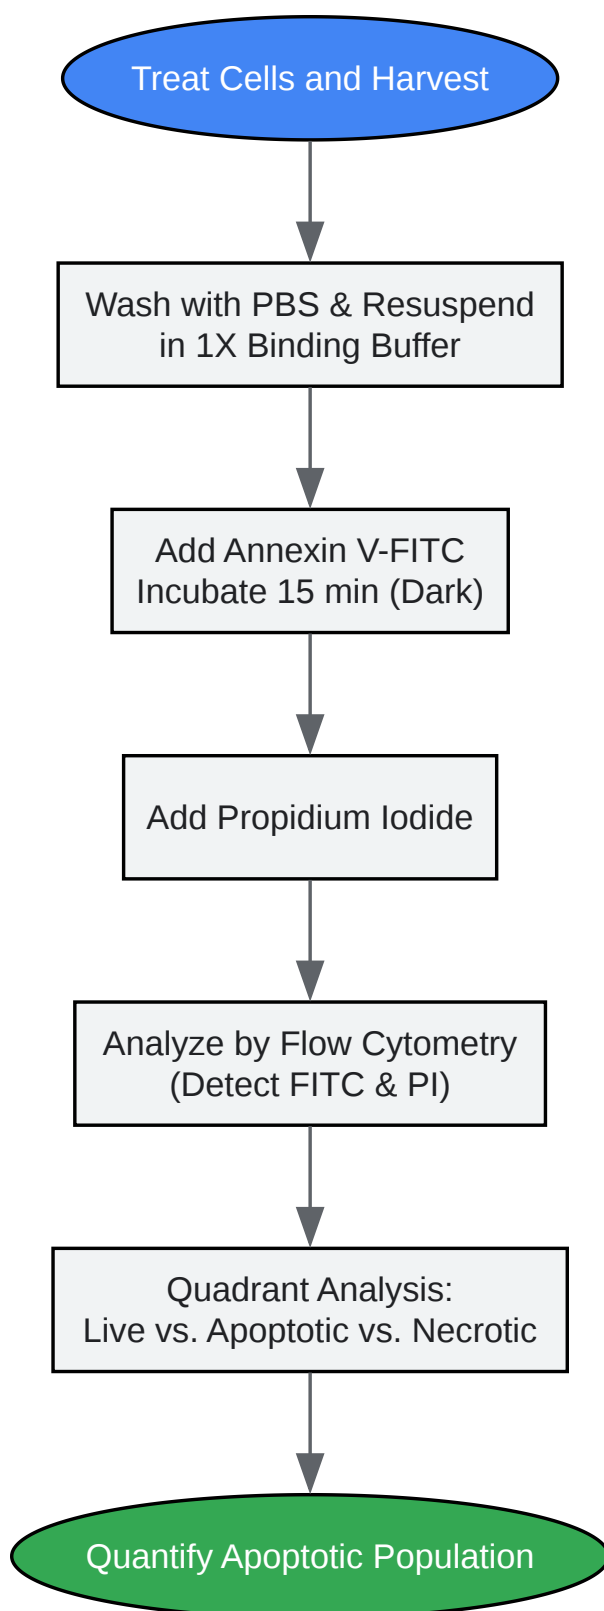 Treat Cells and Harvest
Wash with PBS & Resuspend
in 1X Binding Buffer
Add Annexin V-FITC
Incubate 15 min (Dark)
Add Propidium Iodide
Analyze by Flow Cytometry
(Detect FITC & PI)
Quadrant Analysis:
Live vs. Apoptotic vs. Necrotic
Quantify Apoptotic Population